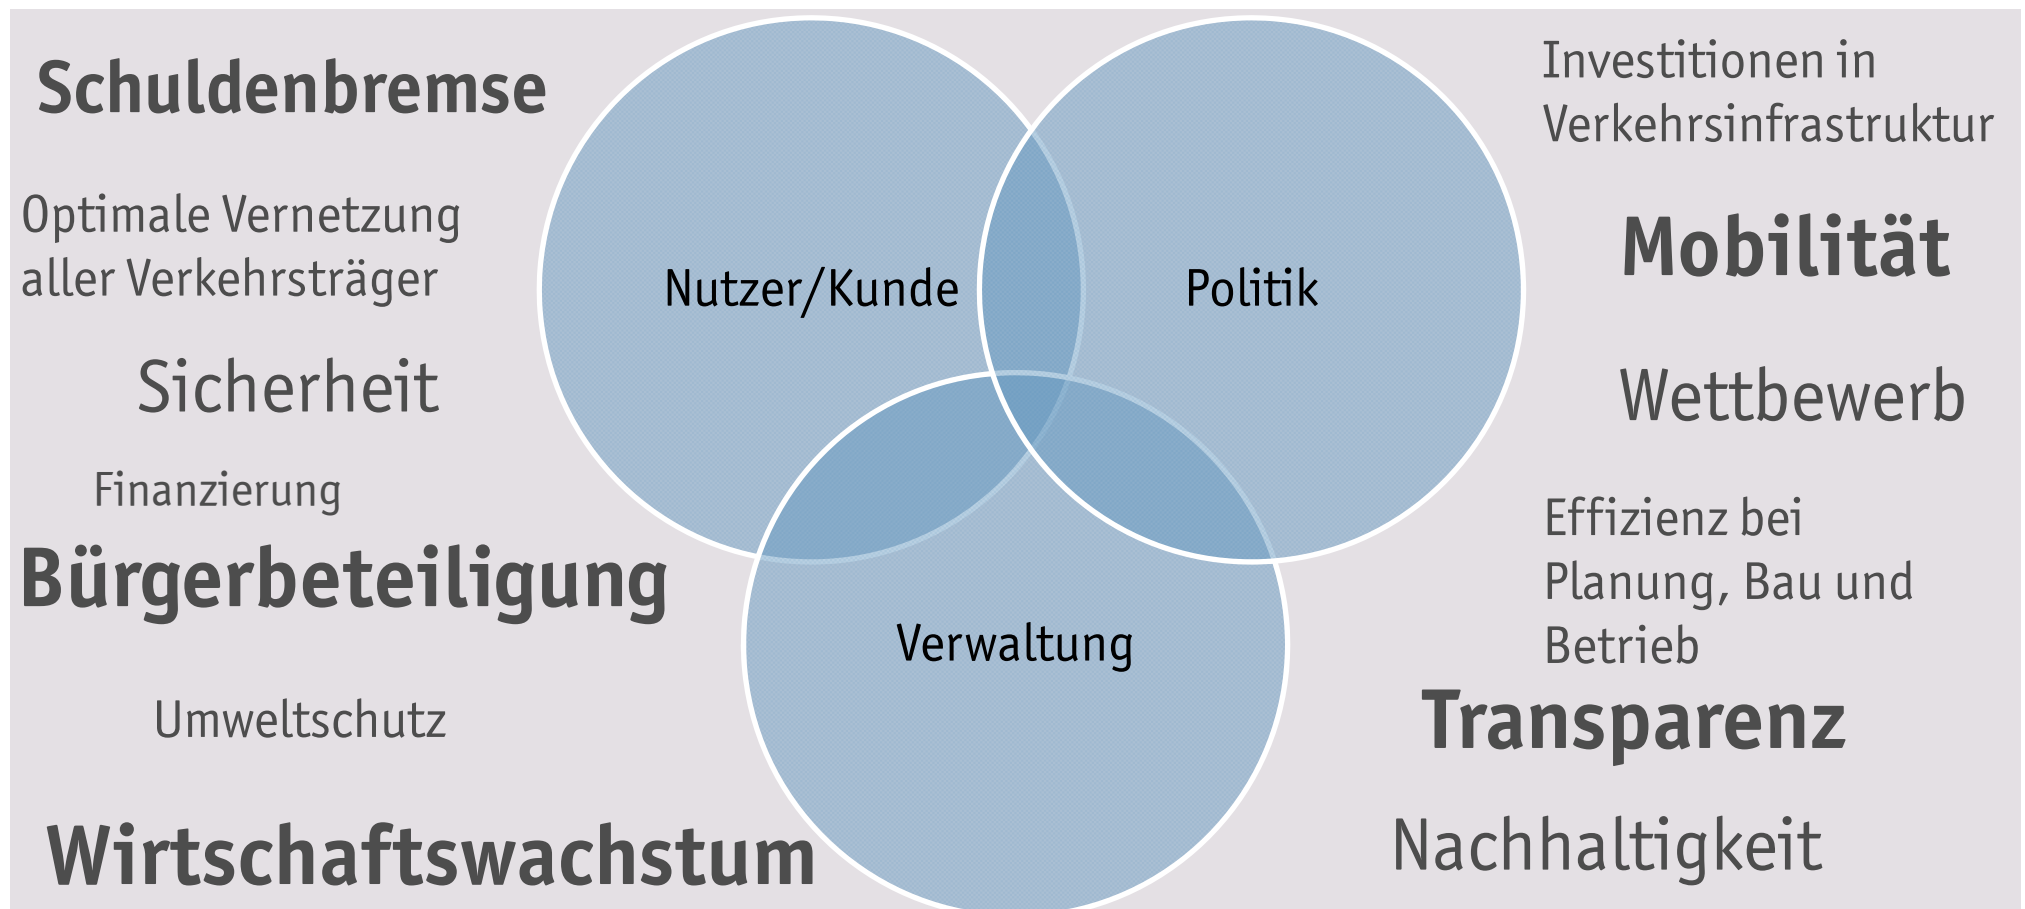 Schuldenbremse
Optimale Vernetzung
aller Verkehrsträger
Sicherheit
Finanzierung
Bürgerbeteiligung
Umweltschutz
Wirtschaftswachstum
Nutzer/Kunde
Politik
Verwaltung
Investitionen in
Verkehrsinfrastruktur
Mobilität
Wettbewerb
Effizienz bei
Planung, Bau und
Betrieb
Transparenz
Nachhaltigkeit